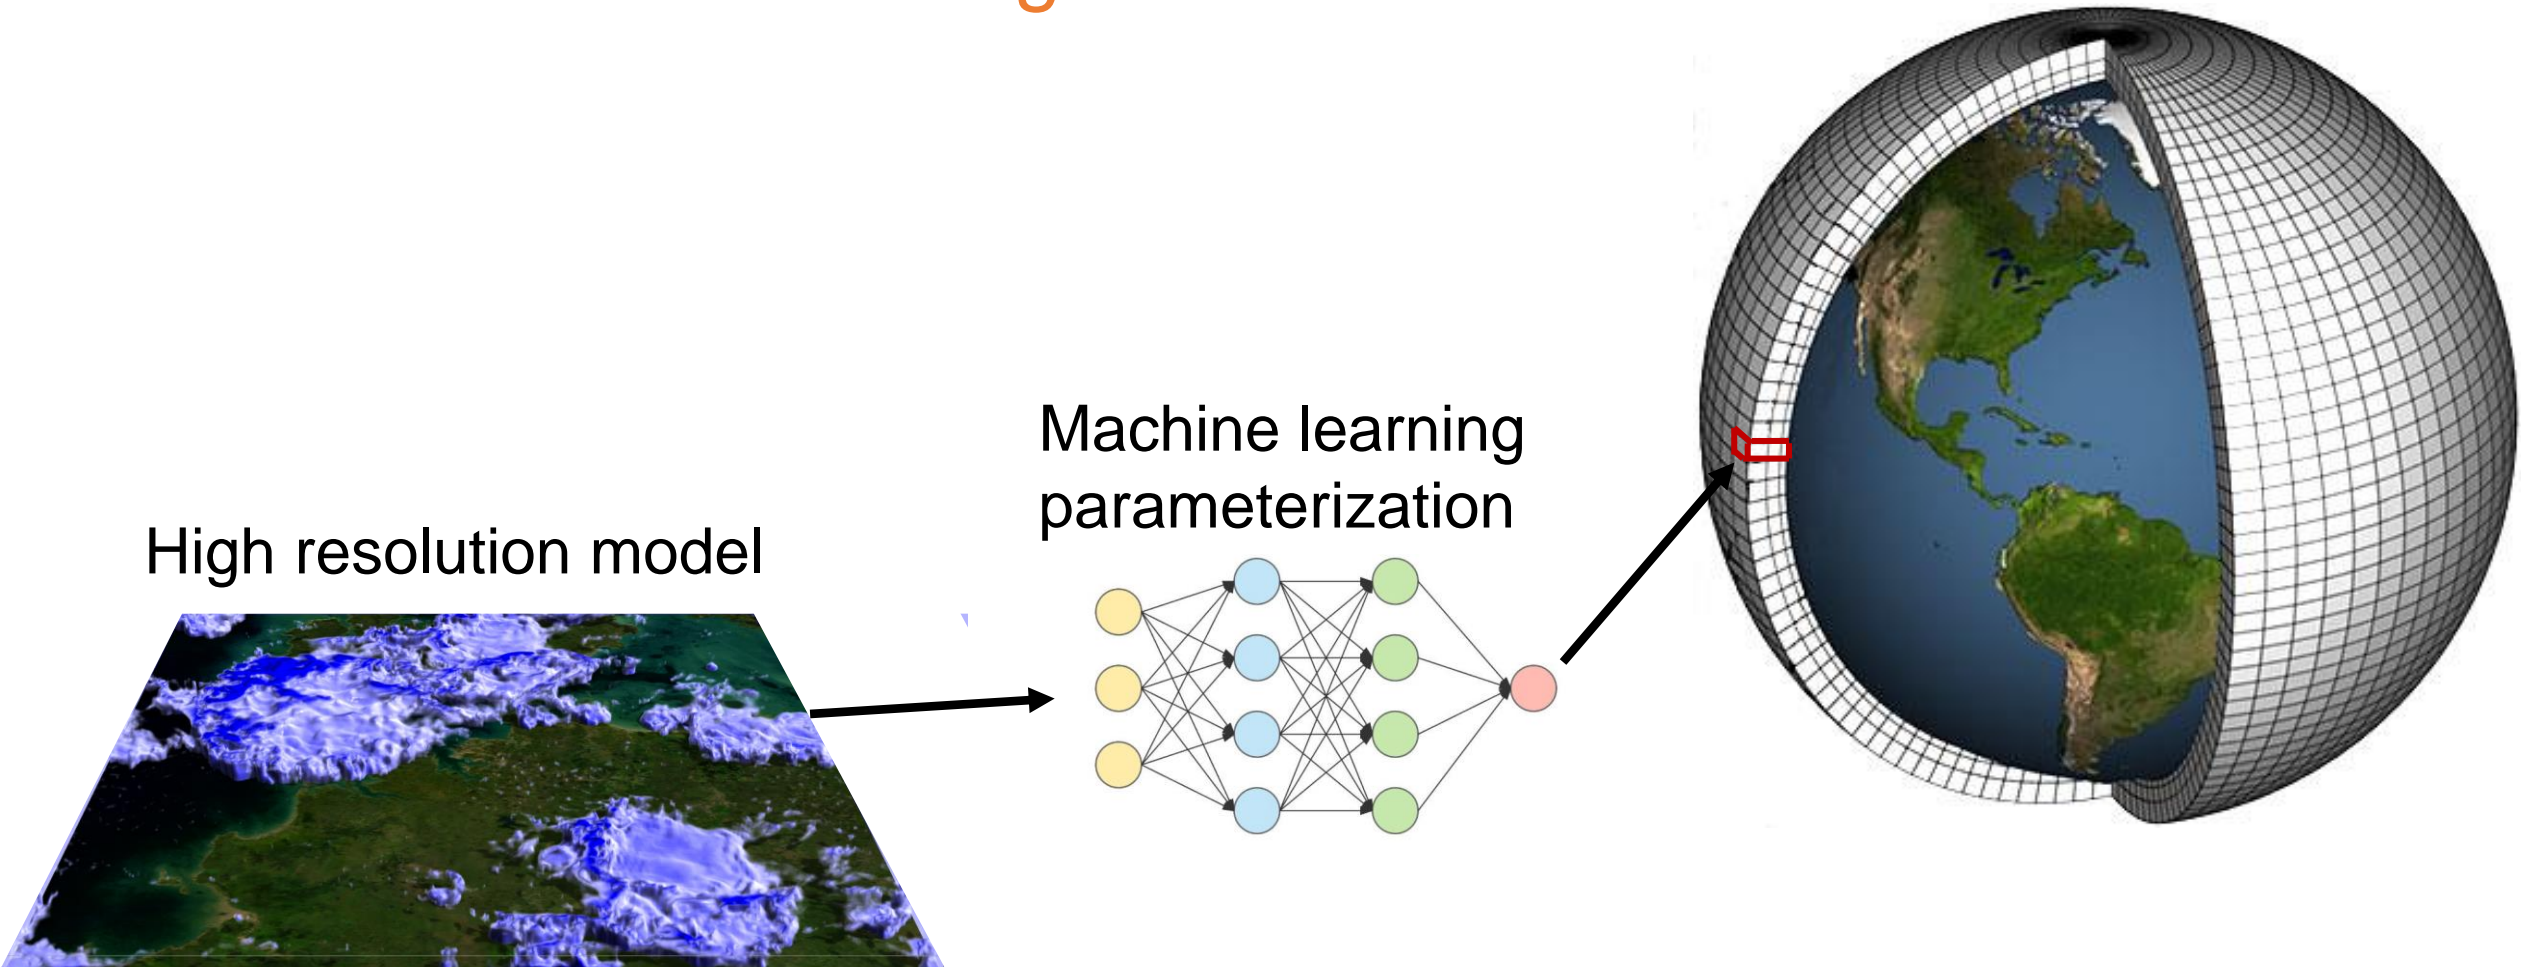 High resolution model
Machine learning
parameterization